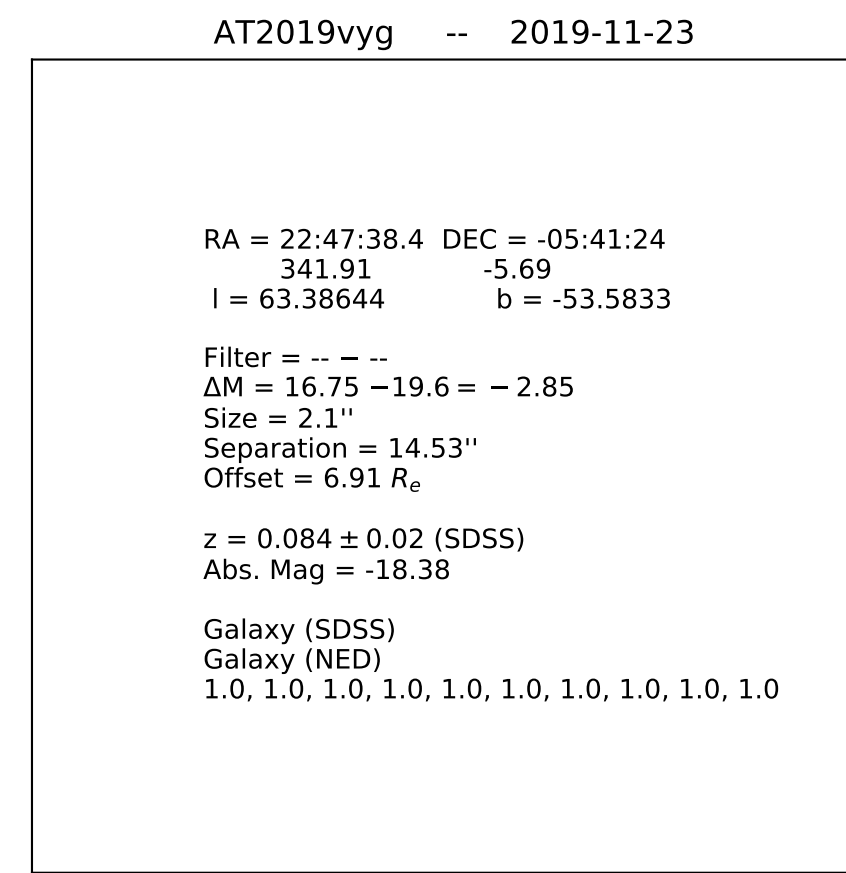 AT2019vyg -- 2019-11-23
RA = 22:47:38.4 DEC = -05:41:24
341.91 -5.69
l = 63.38644 b = -53.5833
Filter = -- − --
ΔM = 16.75 −19.6 = − 2.85
Size = 2.1''
Separation = 14.53''
Offset = 6.91 Re
z = 0.084 ± 0.02 (SDSS)
Abs. Mag = -18.38
Galaxy (SDSS)
Galaxy (NED)
1.0, 1.0, 1.0, 1.0, 1.0, 1.0, 1.0, 1.0, 1.0, 1.0